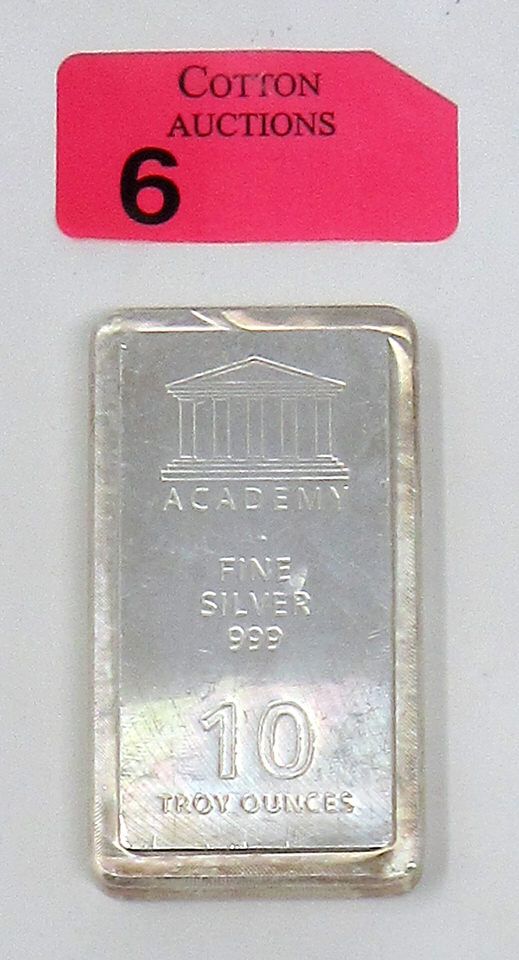 COTTON
AUCTIONS
6
ACADEMY
FINE
SILVER
999
10
TROY OUNCES